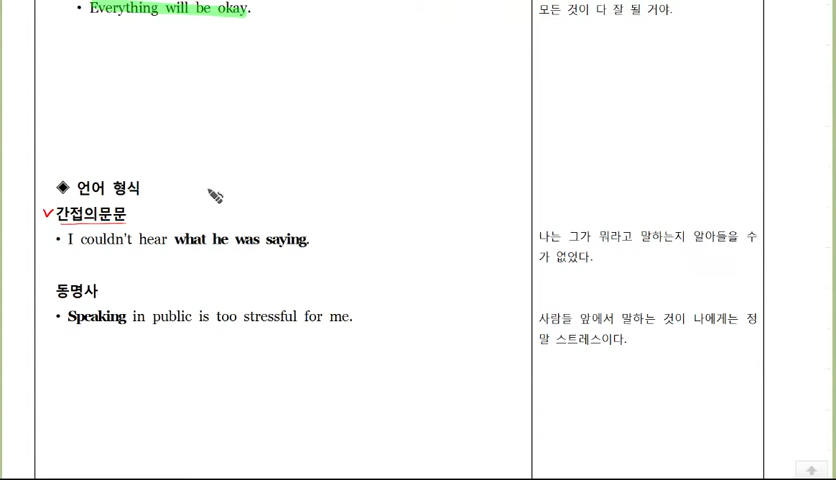 • Everything will be okay.
모든 것이 다 잘 될 거야.
◈ 언어 형식
간접의문문
• I couldn't hear what he was saying.
나는 그가 뭐라고 말하는지 알아들을 수
가 없었다.
동명사
• Speaking in public is too stressful for me.
사람들 앞에서 말하는 것이 나에게는 정
말 스트레스이다.